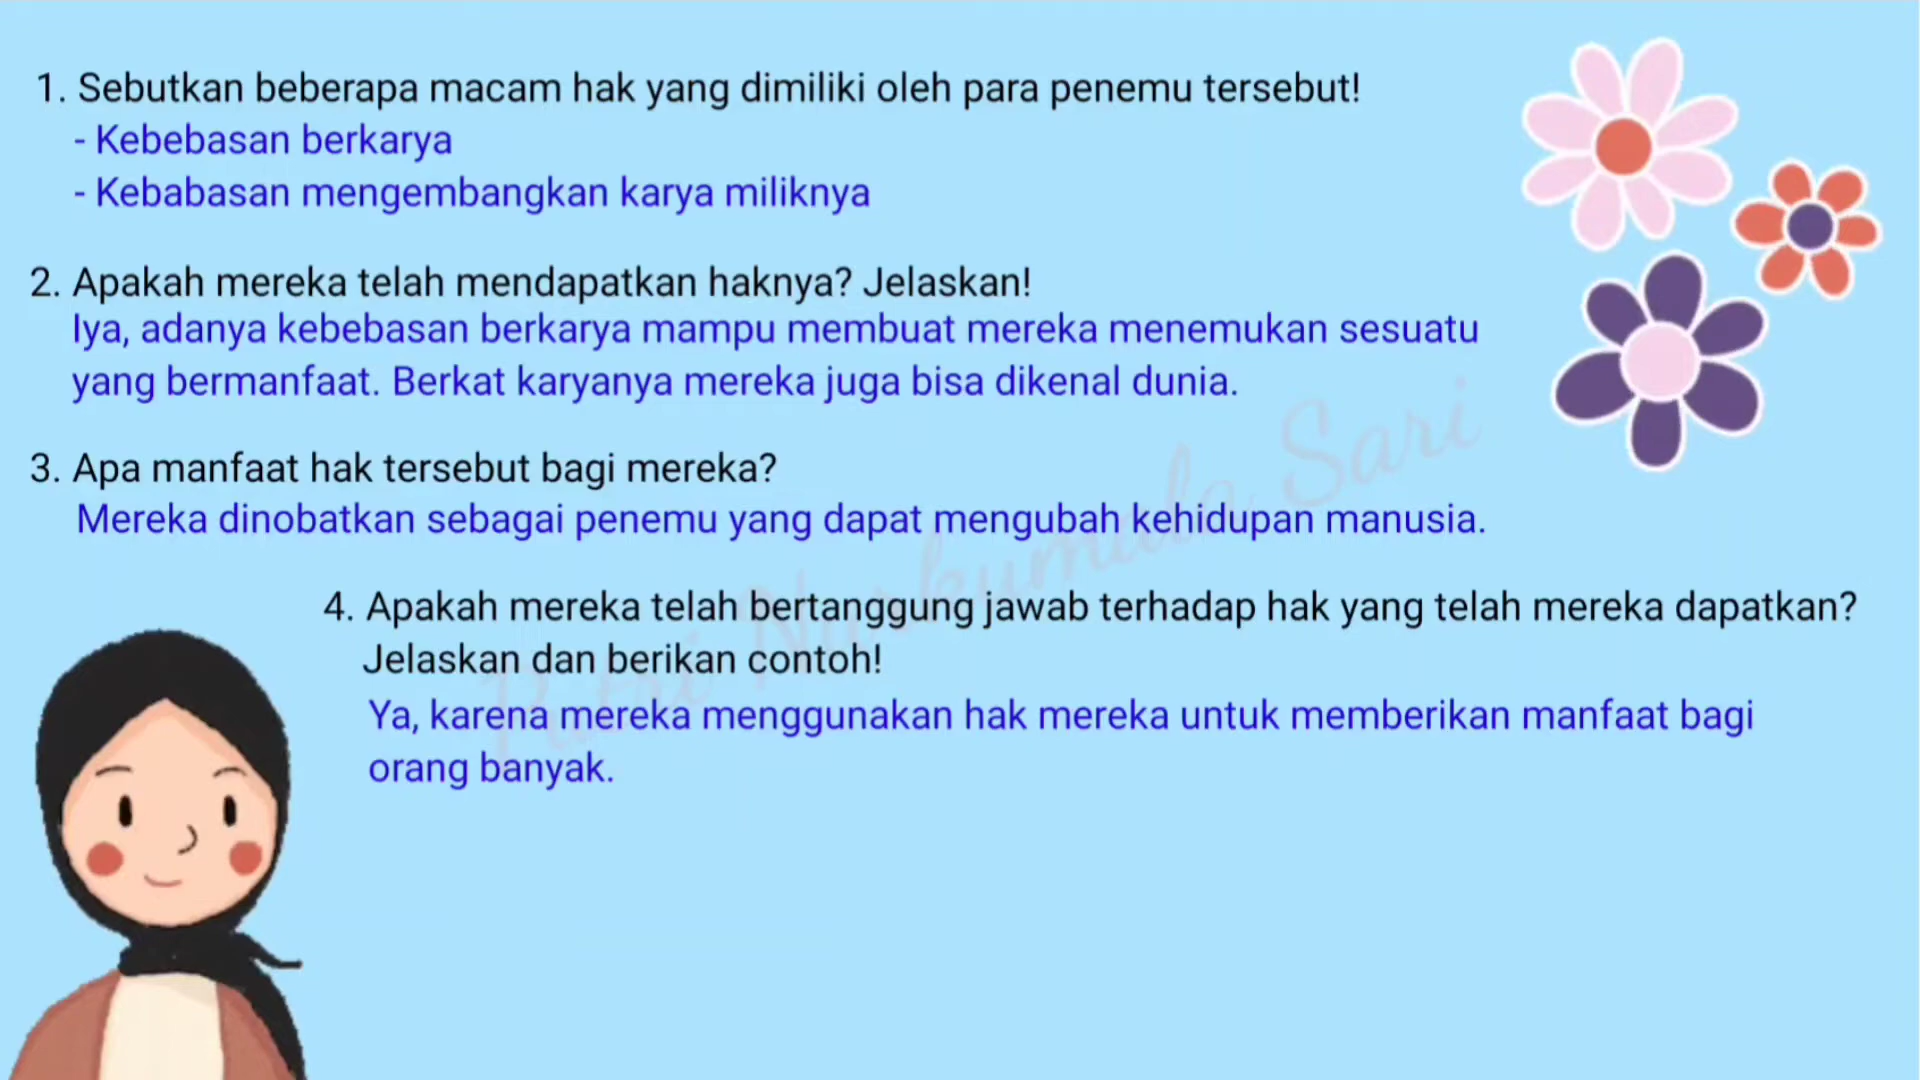 1. Sebutkan beberapa macam hak yang dimiliki oleh para penemu tersebut!
- Kebebasan berkarya
- Kebabasan mengembangkan karya miliknya
2. Apakah mereka telah mendapatkan haknya? Jelaskan!
Iya, adanya kebebasan berkarya mampu membuat mereka menemukan sesuatu
yang bermanfaat. Berkat karyanya mereka juga bisa dikenal dunia.
3. Apa manfaat hak tersebut bagi mereka?
Mereka dinobatkan sebagai penemu yang dapat mengubah kehidupan manusia.
4. Apakah mereka telah bertanggung jawab terhadap hak yang telah mereka dapatkan?
Jelaskan dan berikan contoh!
Ya, karena mereka menggunakan hak mereka untuk memberikan manfaat bagi
orang banyak.
Putri Nurkumala Sari